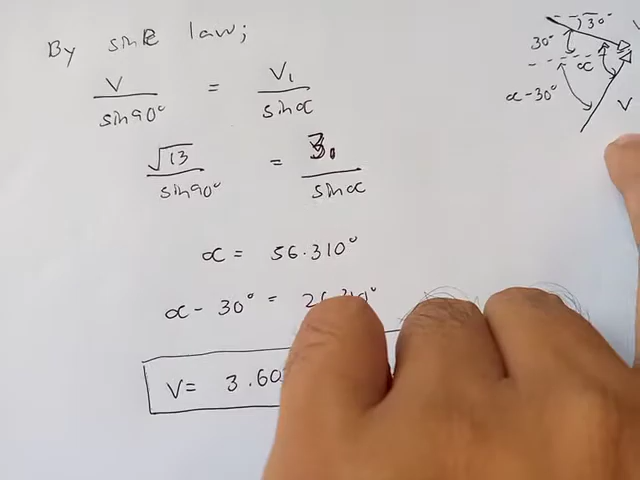 By sine law;
V / sin90° = V₁ / sinα
√13 / sin90° = 3. / sinα
α = 56.310°
α - 30° =
V = 3.60
30°
30°
α
α - 30°
V